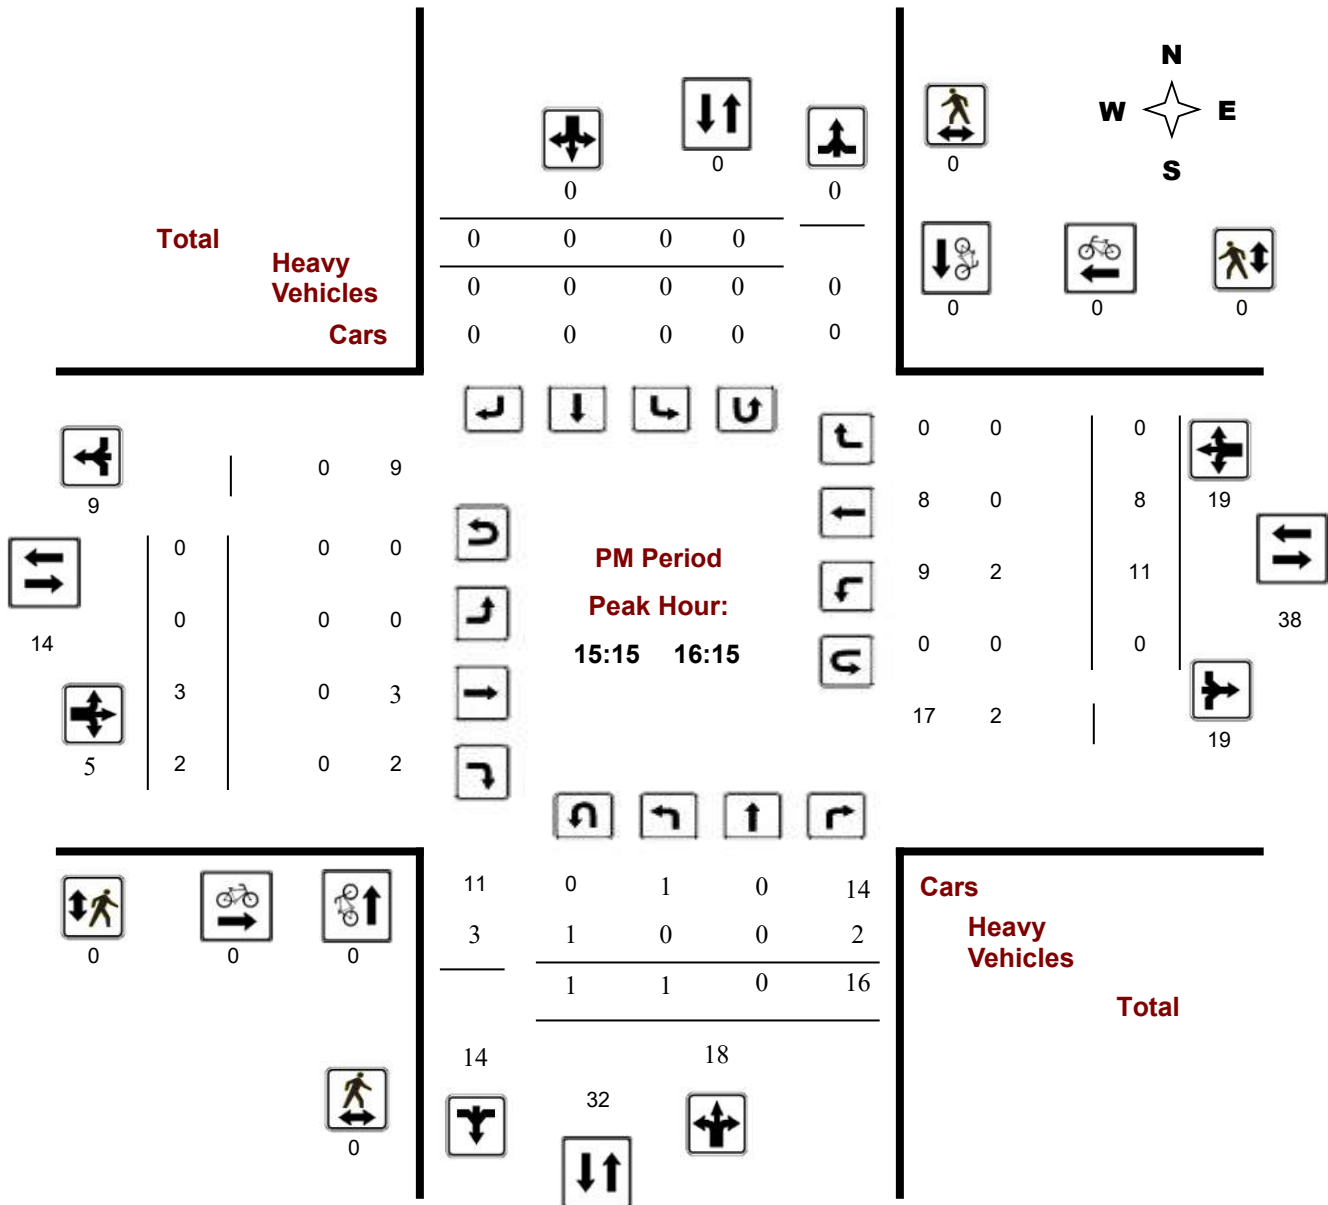 N
W E
S
0
0
0 0
0
Total
0 0 0 0
Heavy
Vehicles
0 0 0 0 0
Cars
0 0 0 0 0
0 0 0
0 0 0
0 9
9
8 0 8
19
0 0 0
PM Period
9 2 11
0 0 0
Peak Hour:
14
38
15:15 16:15
0 0 0
3 0 3
17 2
5
19
2 0 2
11 0 1 0 14
Cars
3 1 0 0 2
Heavy
Vehicles
0 0 0
1 1 0 16
Total
14 18
32
0